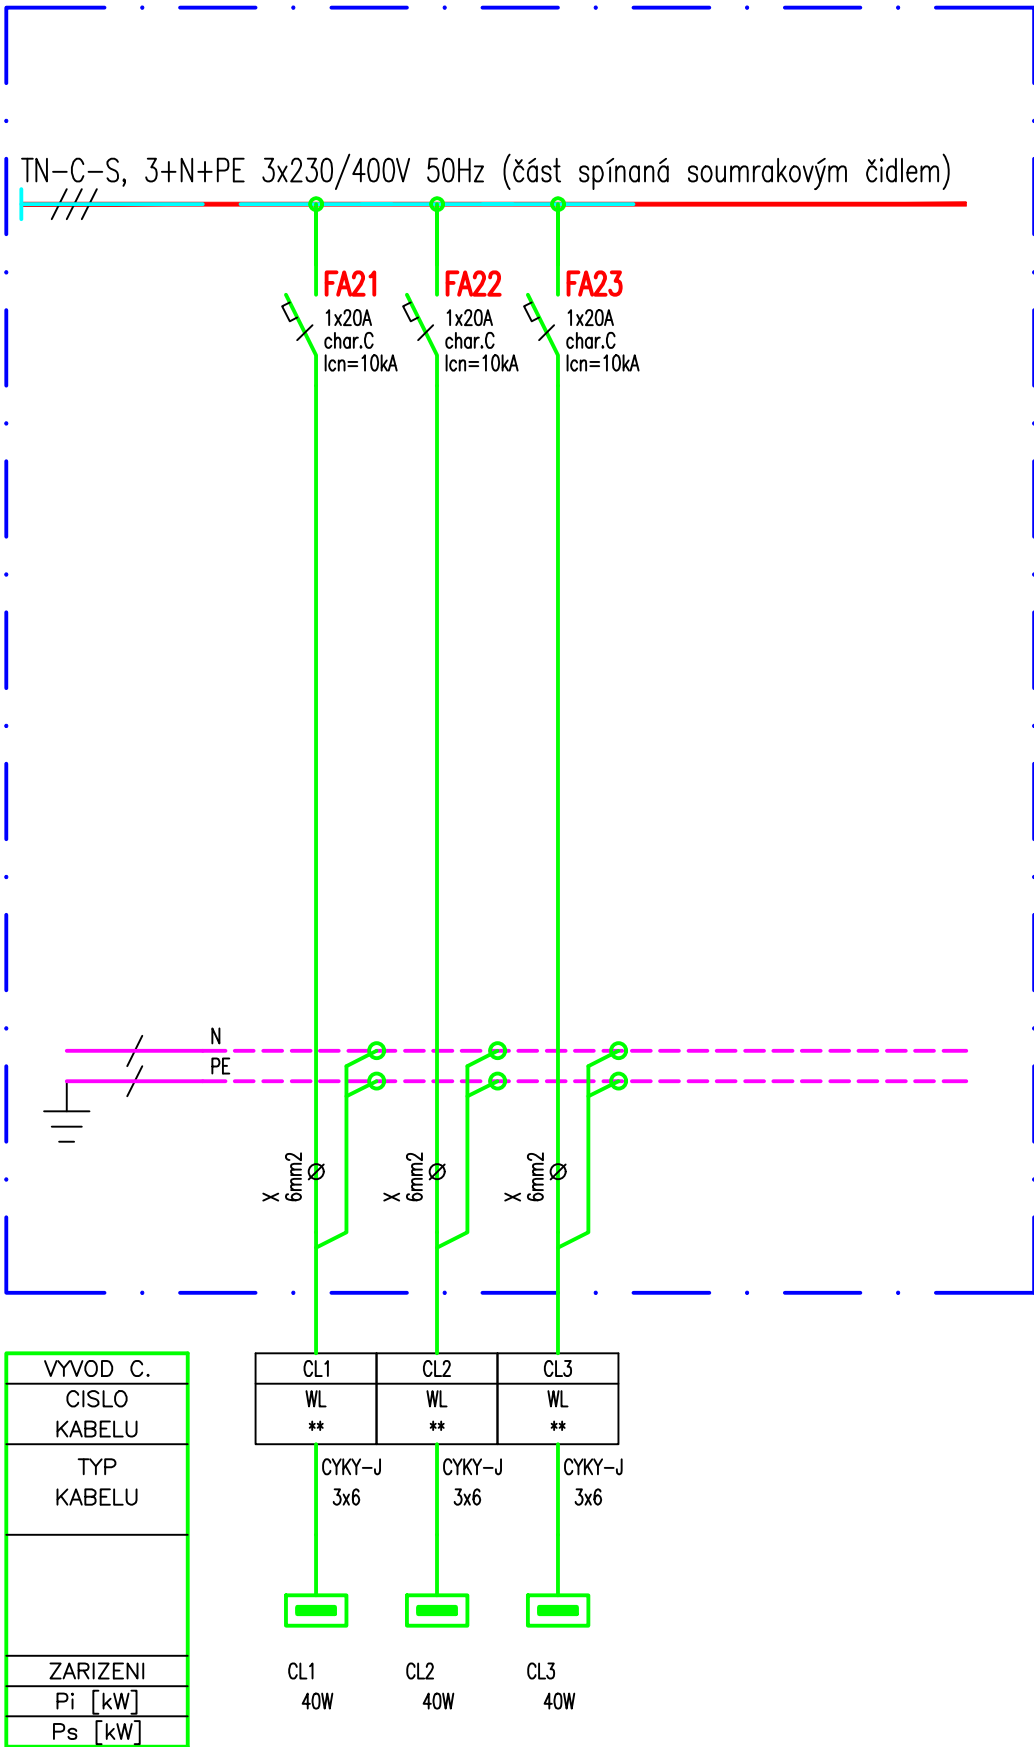 TN-C-S, 3+N+PE 3x230/400V 50Hz (část spínaná soumrakovým čidlem)
FA21 FA22 FA23
1x20A 1x20A 1x20A
char.C char.C char.C
Icn=10kA Icn=10kA Icn=10kA
N
PE
X X X
6mm2 6mm2 6mm2
VYVOD C. CL1 CL2 CL3
CISLO WL WL WL
KABELU ** ** **
TYP CYKY-J CYKY-J CYKY-J
KABELU 3x6 3x6 3x6
ZARIZENI CL1 CL2 CL3
Pi [kW] 40W 40W 40W
Ps [kW]